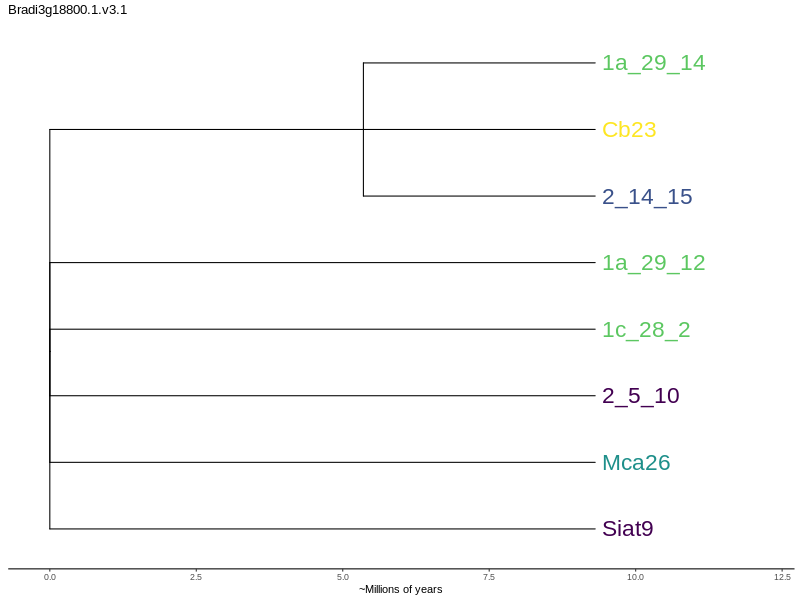 Bradi3g18800.1.v3.1
1a_29_14
Cb23
2_14_15
1a_29_12
1c_28_2
2_5_10
Mca26
Siat9
0.0 2.5 5.0 7.5 10.0 12.5
~Millions of years